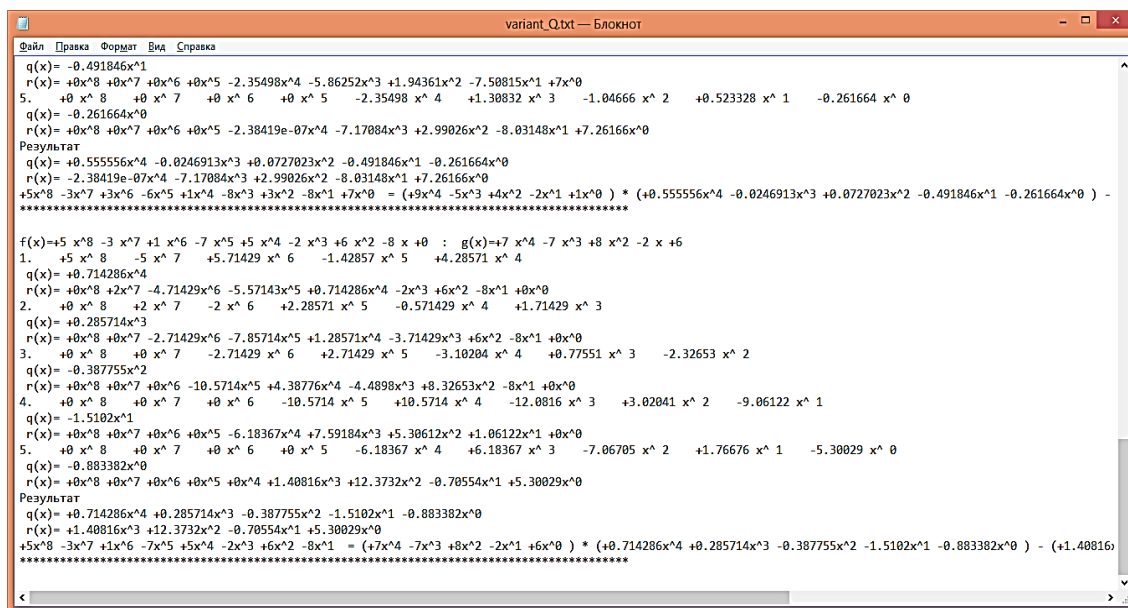 variant_Q.txt — Блокнот
Файл Правка Формат Вид Справка
q(x)= -0.491846x^1
r(x)= +0x^8 +0x^7 +0x^6 +0x^5 -2.35498x^4 -5.86252x^3 +1.94361x^2 -7.50815x^1 +7x^0
5. +0 x^ 8 +0 x^ 7 +0 x^ 6 +0 x^ 5 -2.35498 x^ 4 +1.30832 x^ 3 -1.04666 x^ 2 +0.523328 x^ 1 -0.261664 x^ 0
q(x)= -0.261664x^0
r(x)= +0x^8 +0x^7 +0x^6 +0x^5 -2.38419e-07x^4 -7.17084x^3 +2.99026x^2 -8.03148x^1 +7.26166x^0
Результат
q(x)= +0.555556x^4 -0.0246913x^3 +0.0727023x^2 -0.491846x^1 -0.261664x^0
r(x)= -2.38419e-07x^4 -7.17084x^3 +2.99026x^2 -8.03148x^1 +7.26166x^0
+5x^8 -3x^7 +3x^6 -6x^5 +1x^4 -8x^3 +3x^2 -8x^1 +7x^0 = (+9x^4 -5x^3 +4x^2 -2x^1 +1x^0 ) * (+0.555556x^4 -0.0246913x^3 +0.0727023x^2 -0.491846x^1 -0.261664x^0 ) -
*******************************************************************************************
f(x)=+5 x^8 -3 x^7 +1 x^6 -7 x^5 +5 x^4 -2 x^3 +6 x^2 -8 x +0 : g(x)=+7 x^4 -7 x^3 +8 x^2 -2 x +6
1. +5 x^ 8 -5 x^ 7 +5.71429 x^ 6 -1.42857 x^ 5 +4.28571 x^ 4
q(x)= +0.714286x^4
r(x)= +0x^8 +2x^7 -4.71429x^6 -5.57143x^5 +0.714286x^4 -2x^3 +6x^2 -8x^1 +0x^0
2. +0 x^ 8 +2 x^ 7 -2 x^ 6 +2.28571 x^ 5 -0.571429 x^ 4 +1.71429 x^ 3
q(x)= +0.285714x^3
r(x)= +0x^8 +0x^7 -2.71429x^6 -7.85714x^5 +1.28571x^4 -3.71429x^3 +6x^2 -8x^1 +0x^0
3. +0 x^ 8 +0 x^ 7 -2.71429 x^ 6 +2.71429 x^ 5 -3.10204 x^ 4 +0.77551 x^ 3 -2.32653 x^ 2
q(x)= -0.387755x^2
r(x)= +0x^8 +0x^7 +0x^6 -10.5714x^5 +4.38776x^4 -4.4898x^3 +8.32653x^2 -8x^1 +0x^0
4. +0 x^ 8 +0 x^ 7 +0 x^ 6 -10.5714 x^ 5 +10.5714 x^ 4 -12.0816 x^ 3 +3.02041 x^ 2 -9.06122 x^ 1
q(x)= -1.5102x^1
r(x)= +0x^8 +0x^7 +0x^6 +0x^5 -6.18367x^4 +7.59184x^3 +5.30612x^2 +1.06122x^1 +0x^0
5. +0 x^ 8 +0 x^ 7 +0 x^ 6 +0 x^ 5 -6.18367 x^ 4 +6.18367 x^ 3 -7.06705 x^ 2 +1.76676 x^ 1 -5.30029 x^ 0
q(x)= -0.883382x^0
r(x)= +0x^8 +0x^7 +0x^6 +0x^5 +0x^4 +1.40816x^3 +12.3732x^2 -0.70554x^1 +5.30029x^0
Результат
q(x)= +0.714286x^4 +0.285714x^3 -0.387755x^2 -1.5102x^1 -0.883382x^0
r(x)= +1.40816x^3 +12.3732x^2 -0.70554x^1 +5.30029x^0
+5x^8 -3x^7 +1x^6 -7x^5 +5x^4 -2x^3 +6x^2 -8x^1 = (+7x^4 -7x^3 +8x^2 -2x^1 +6x^0 ) * (+0.714286x^4 +0.285714x^3 -0.387755x^2 -1.5102x^1 -0.883382x^0 ) - (+1.40816
*******************************************************************************************